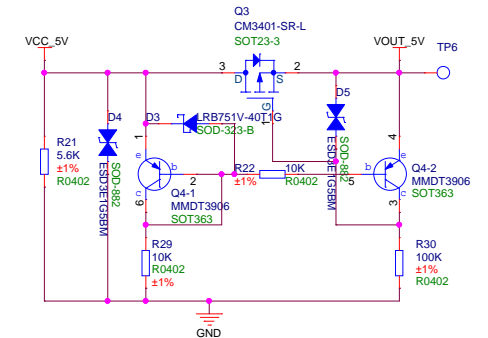 Q3
CM3401-SR-L
SOT23-3
VCC_5V
VOUT_5V
TP6
3
2
D
S
G
1
D4
D3
LRB751V-40T1G
SOD-323-B
D5
4
R21
5.6K
±1%
R0402
SOD-882
ESD3E1G5BM
e
b
c
2
6
Q4-1
MMDT3906
SOT363
R22
10K
±1%
R0402
SOD-882
ESD3E1G5BM
e
b
c
5
3
Q4-2
MMDT3906
SOT363
R29
10K
R0402
±1%
R30
100K
±1%
R0402
GND